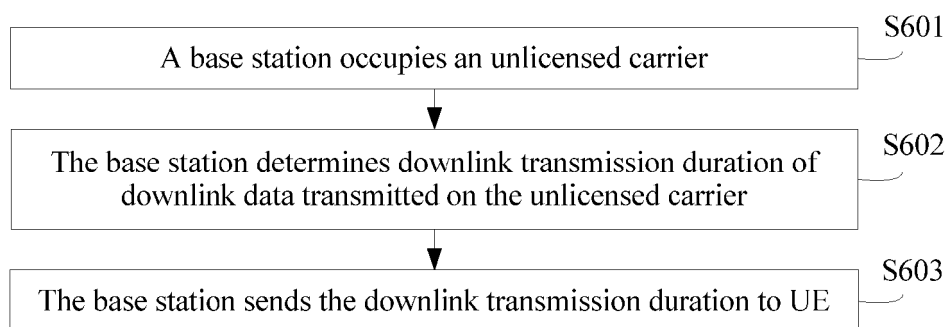 S601
A base station occupies an unlicensed carrier
S602
The base station determines downlink transmission duration of
downlink data transmitted on the unlicensed carrier
S603
The base station sends the downlink transmission duration to UE